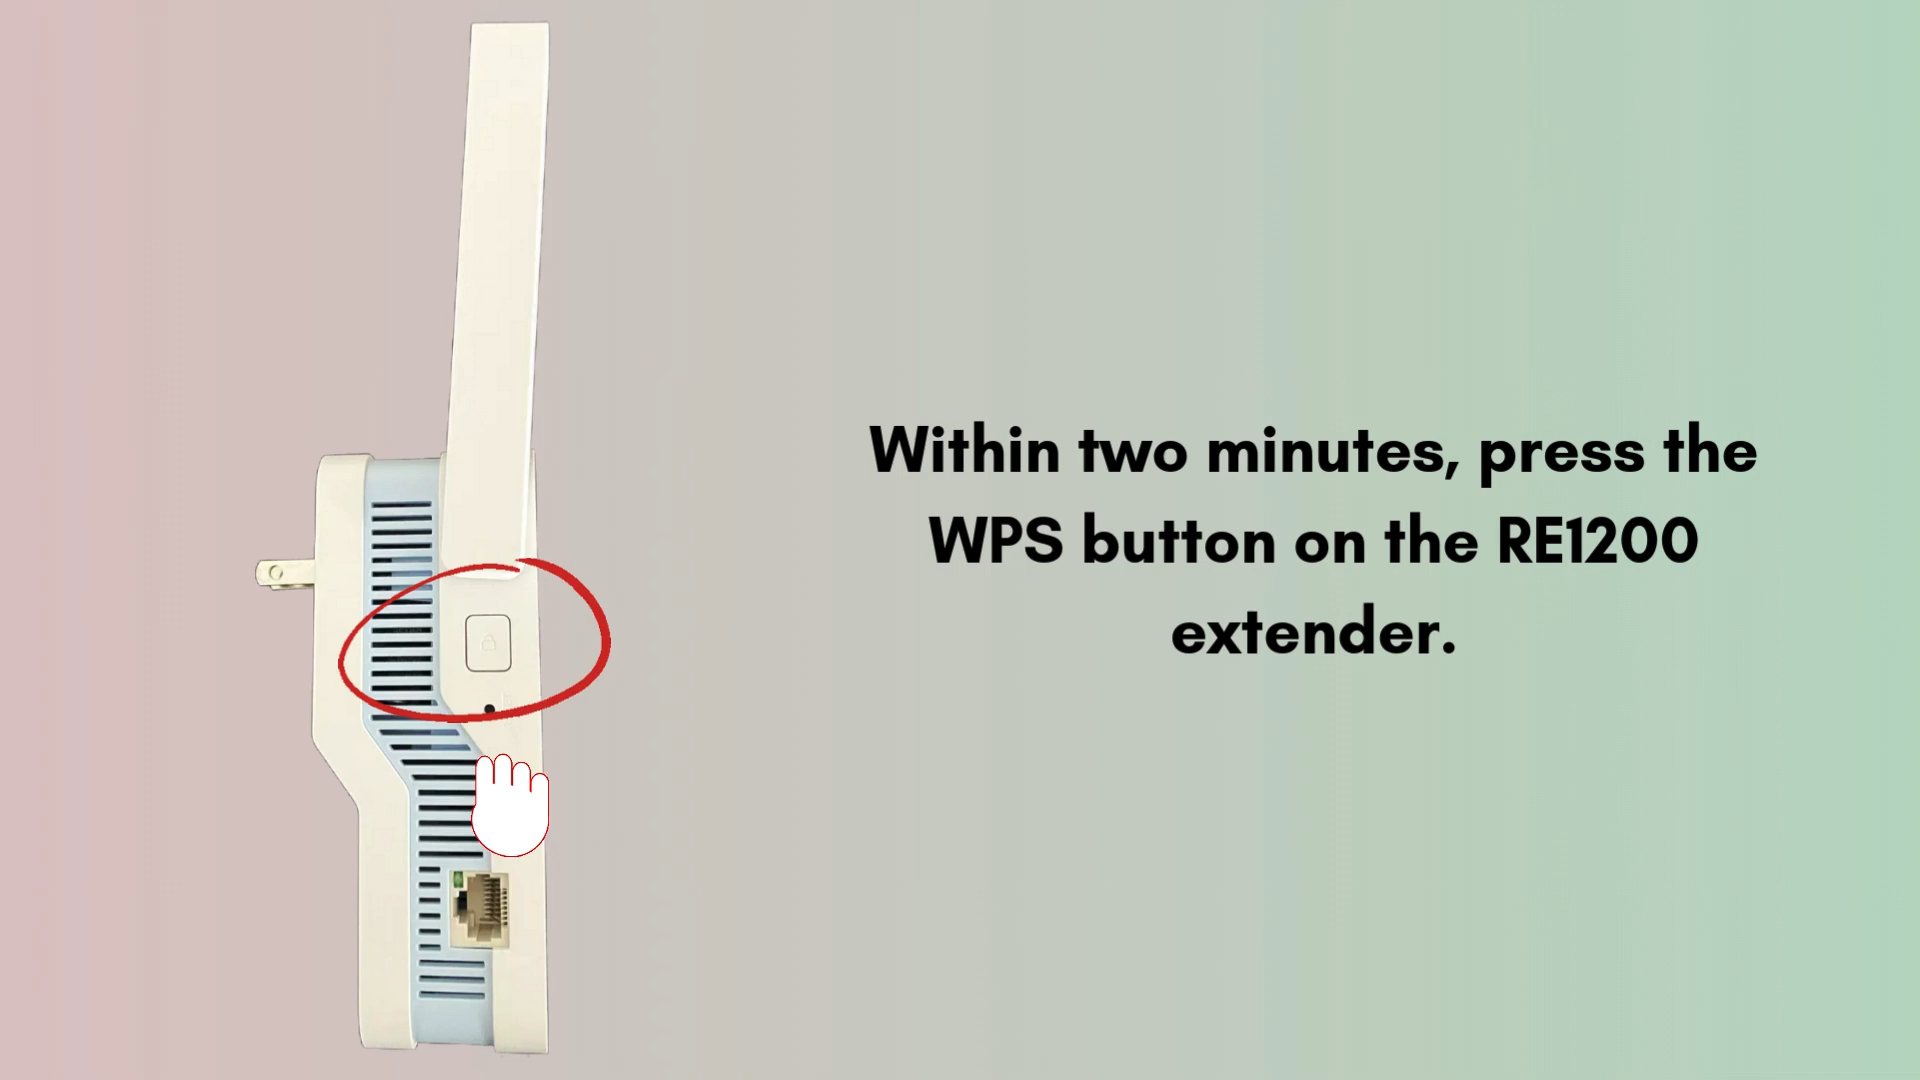 Within two minutes, press the
WPS button on the RE1200
extender.